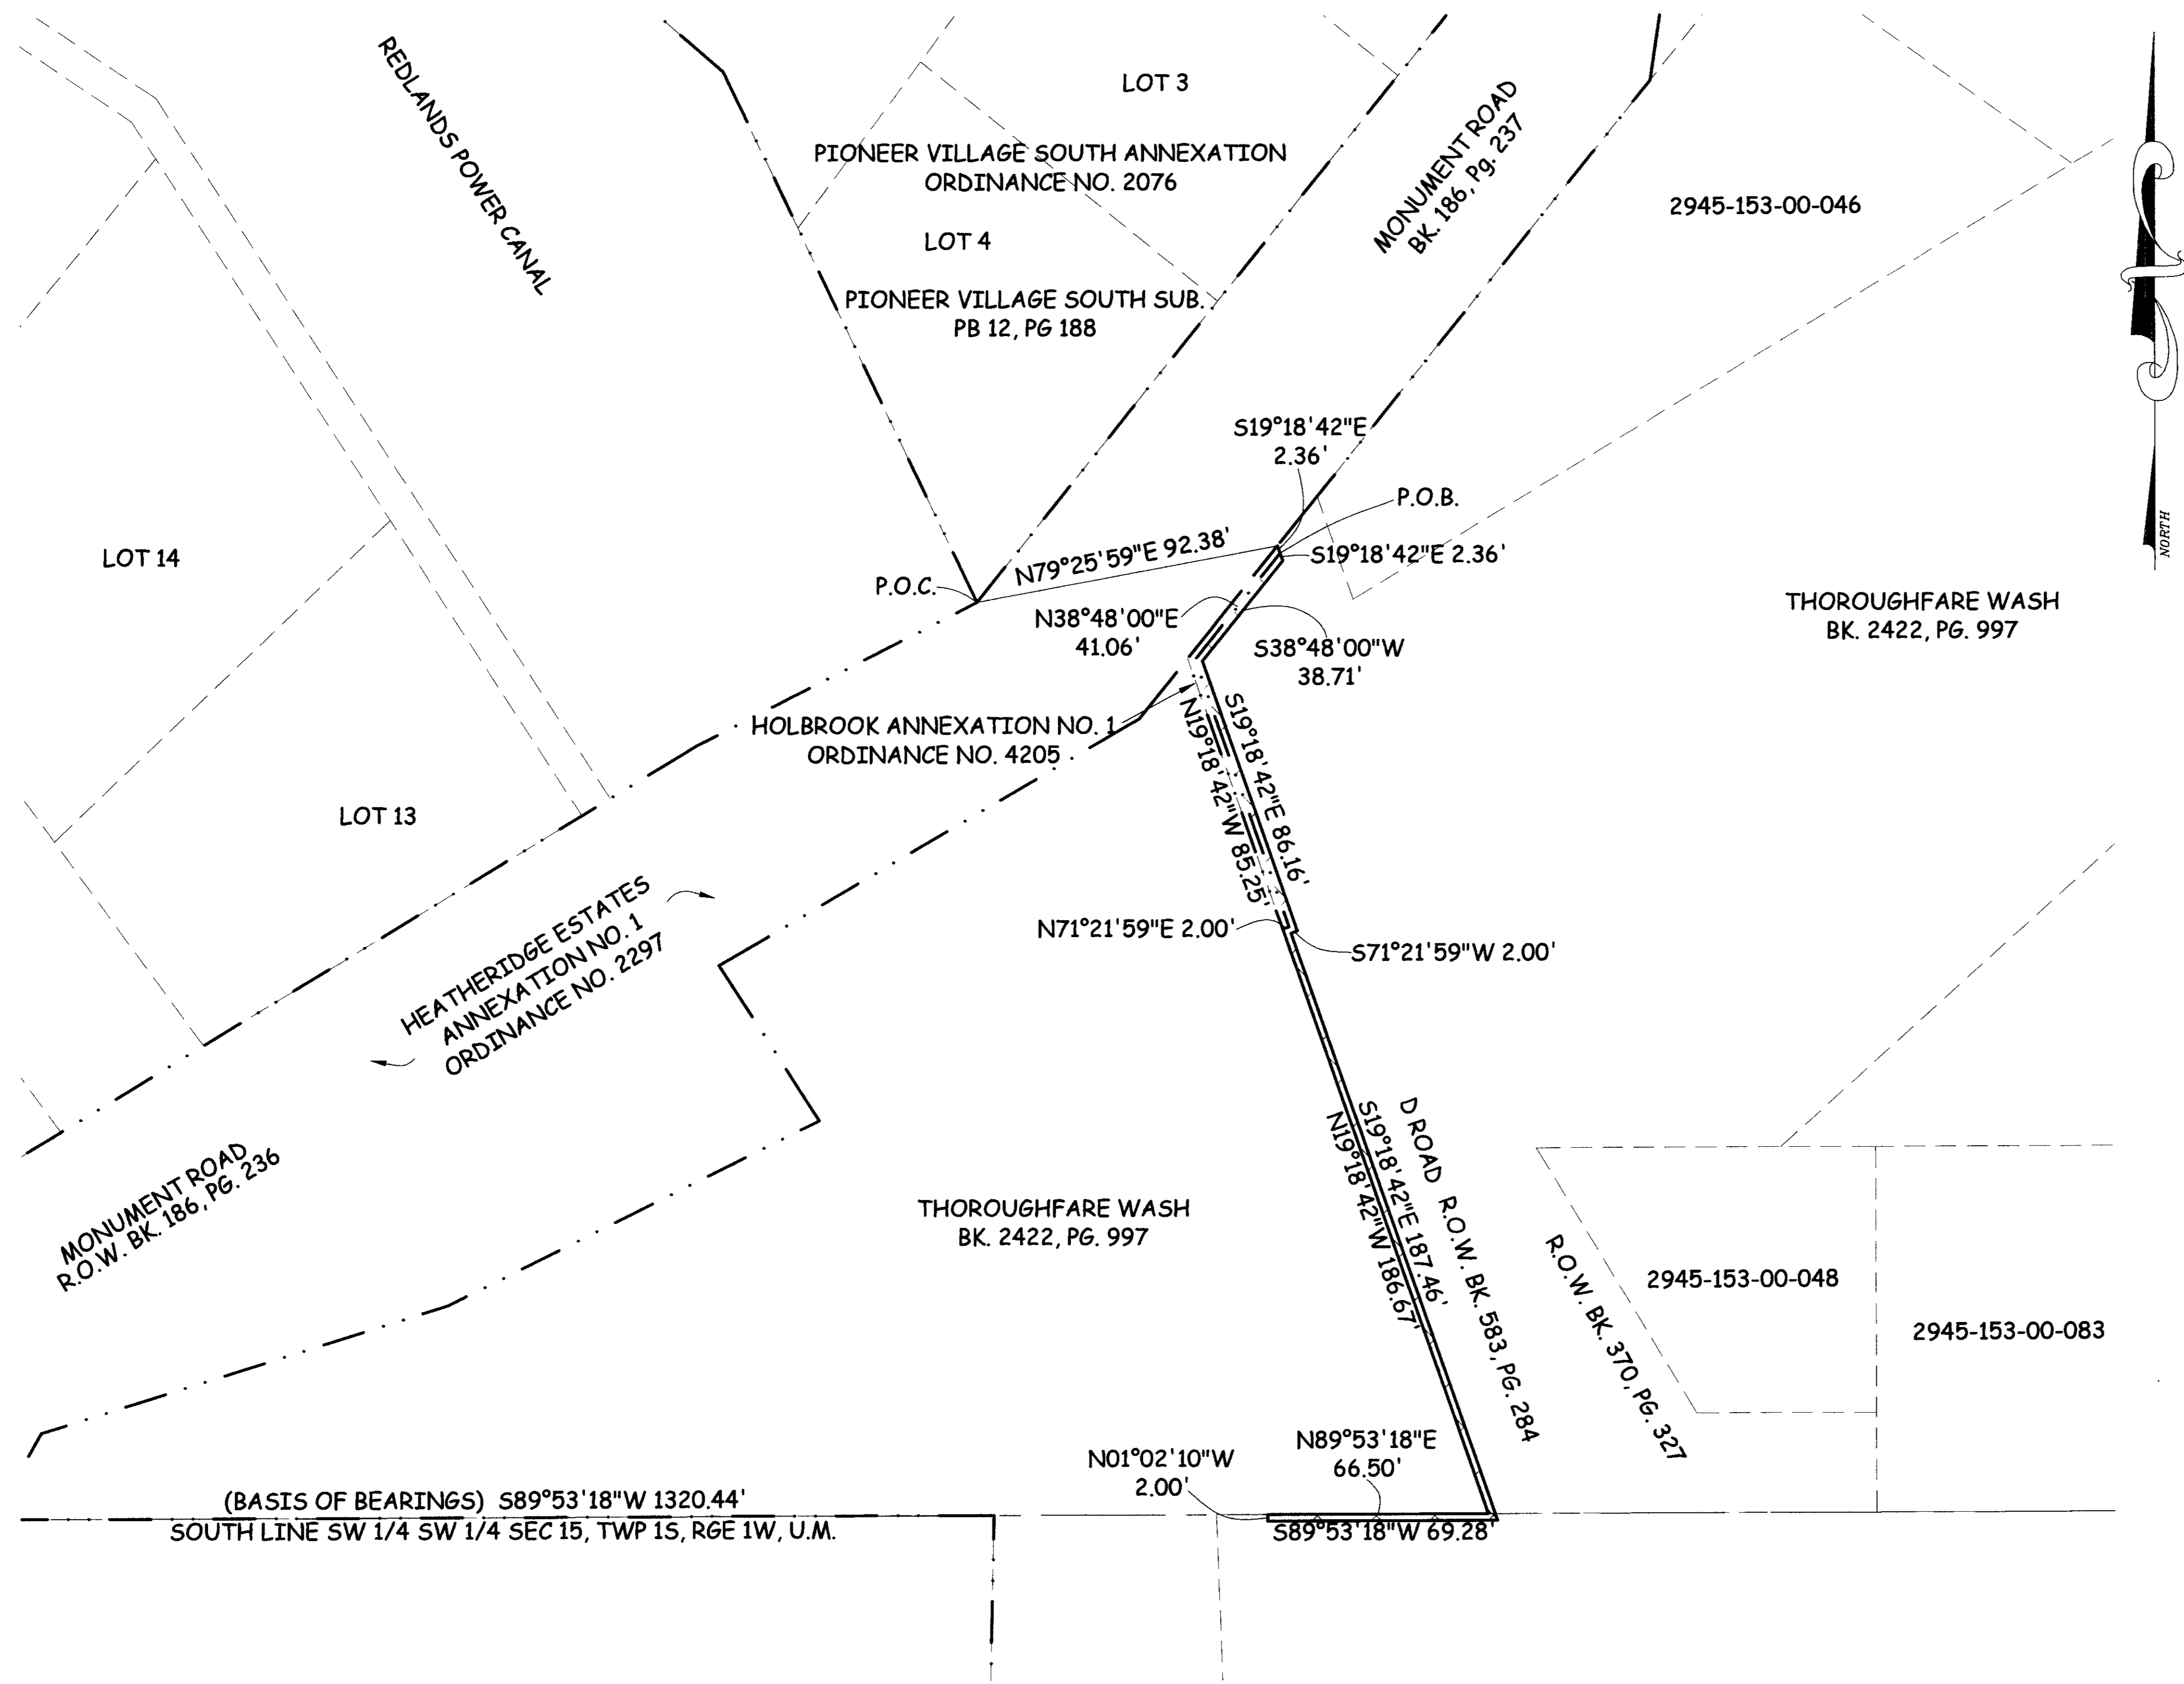 REDLANDS POWER CANAL
LOT 3
PIONEER VILLAGE SOUTH ANNEXATION
ORDINANCE NO. 2076
LOT 4
PIONEER VILLAGE SOUTH SUB.
PB 12, PG 188
MONUMENT ROAD
BK. 186, Pg. 237
2945-153-00-046
NORTH
S19°18'42"E
2.36'
P.O.B.
S19°18'42"E 2.36'
N79°25'59"E 92.38'
P.O.C.
LOT 14
N38°48'00"E
41.06'
S38°48'00"W
38.71'
THOROUGHFARE WASH
BK. 2422, PG. 997
HOLBROOK ANNEXATION NO. 1
ORDINANCE NO. 4205
S19°18'42"E 86.16'
N19°18'42"W 85.25'
LOT 13
N71°21'59"E 2.00'
S71°21'59"W 2.00'
HEATHERIDGE ESTATES
ANNEXATION NO. 1
ORDINANCE NO. 2297
MONUMENT ROAD
R.O.W. BK. 186, PG. 236
THOROUGHFARE WASH
BK. 2422, PG. 997
D ROAD R.O.W. BK. 583, PG. 284
S19°18'42"E 187.46'
N19°18'42"W 186.67'
R.O.W. BK. 370, PG. 327
2945-153-00-048
2945-153-00-083
N01°02'10"W
2.00'
N89°53'18"E
66.50'
(BASIS OF BEARINGS) S89°53'18"W 1320.44'
SOUTH LINE SW 1/4 SW 1/4 SEC 15, TWP 1S, RGE 1W, U.M.
S89°53'18"W 69.28'